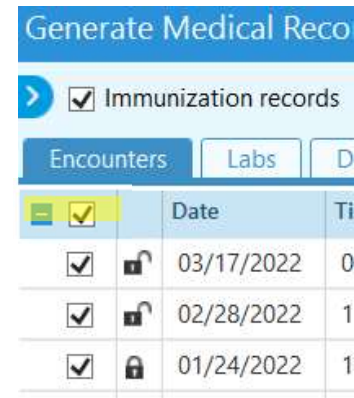 Generate Medical Reco
Immunization records
Encounters Labs D
Date Ti
03/17/2022 0
02/28/2022 1
01/24/2022 1